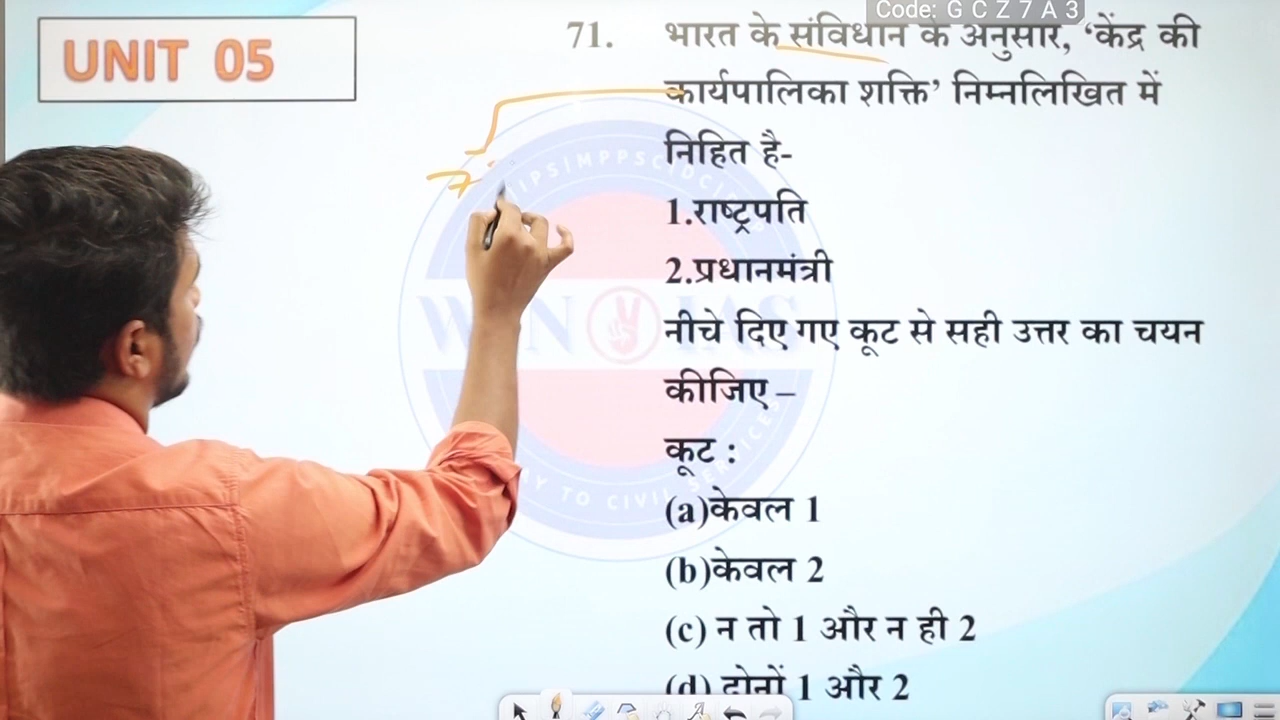 Code: G C Z 7 A 3
UNIT 05
71. भारत के संविधान के अनुसार, ‘केंद्र की
कार्यपालिका शक्ति’ निम्नलिखित में
निहित है-
1.राष्ट्रपति
2.प्रधानमंत्री
नीचे दिए गए कूट से सही उत्तर का चयन
कीजिए –
कूट :
(a)केवल 1
(b)केवल 2
(c) न तो 1 और न ही 2
(d) दोनों 1 और 2